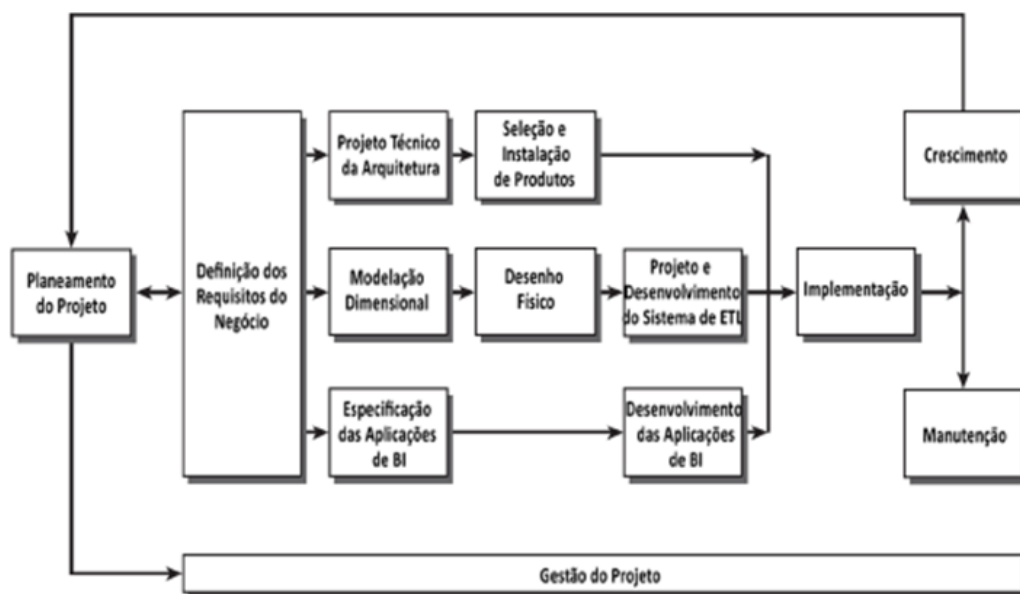 Projeto Técnico
da Arquitetura
Seleção e
Instalação
de Produtos
Crescimento
Planeamento
do Projeto
Definição dos
Requisitos do
Negócio
Modelação
Dimensional
Desenho
Físico
Projeto e
Desenvolvimento
do Sistema de ETL
Implementação
Especificação
das Aplicações
de BI
Desenvolvimento
das Aplicações
de BI
Manutenção
Gestão do Projeto